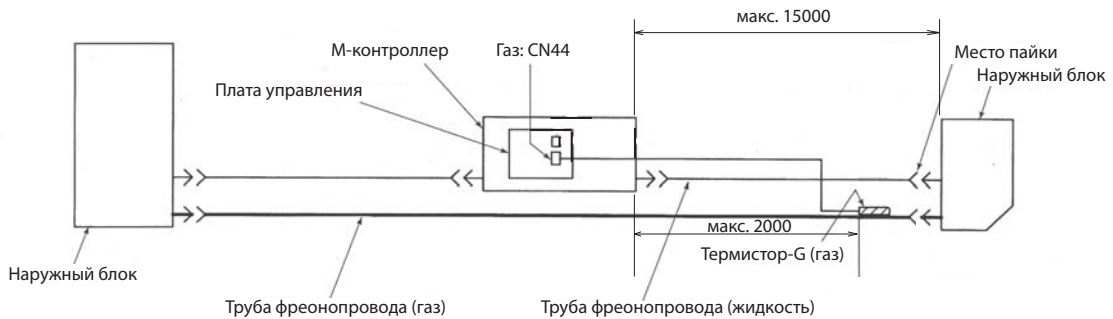 макс. 15000
М-контроллер
Газ: CN44
Место пайки
Наружный блок
Плата управления
макс. 2000
Термистор-G (газ)
Наружный блок
Труба фреонопровода (газ)
Труба фреонопровода (жидкость)